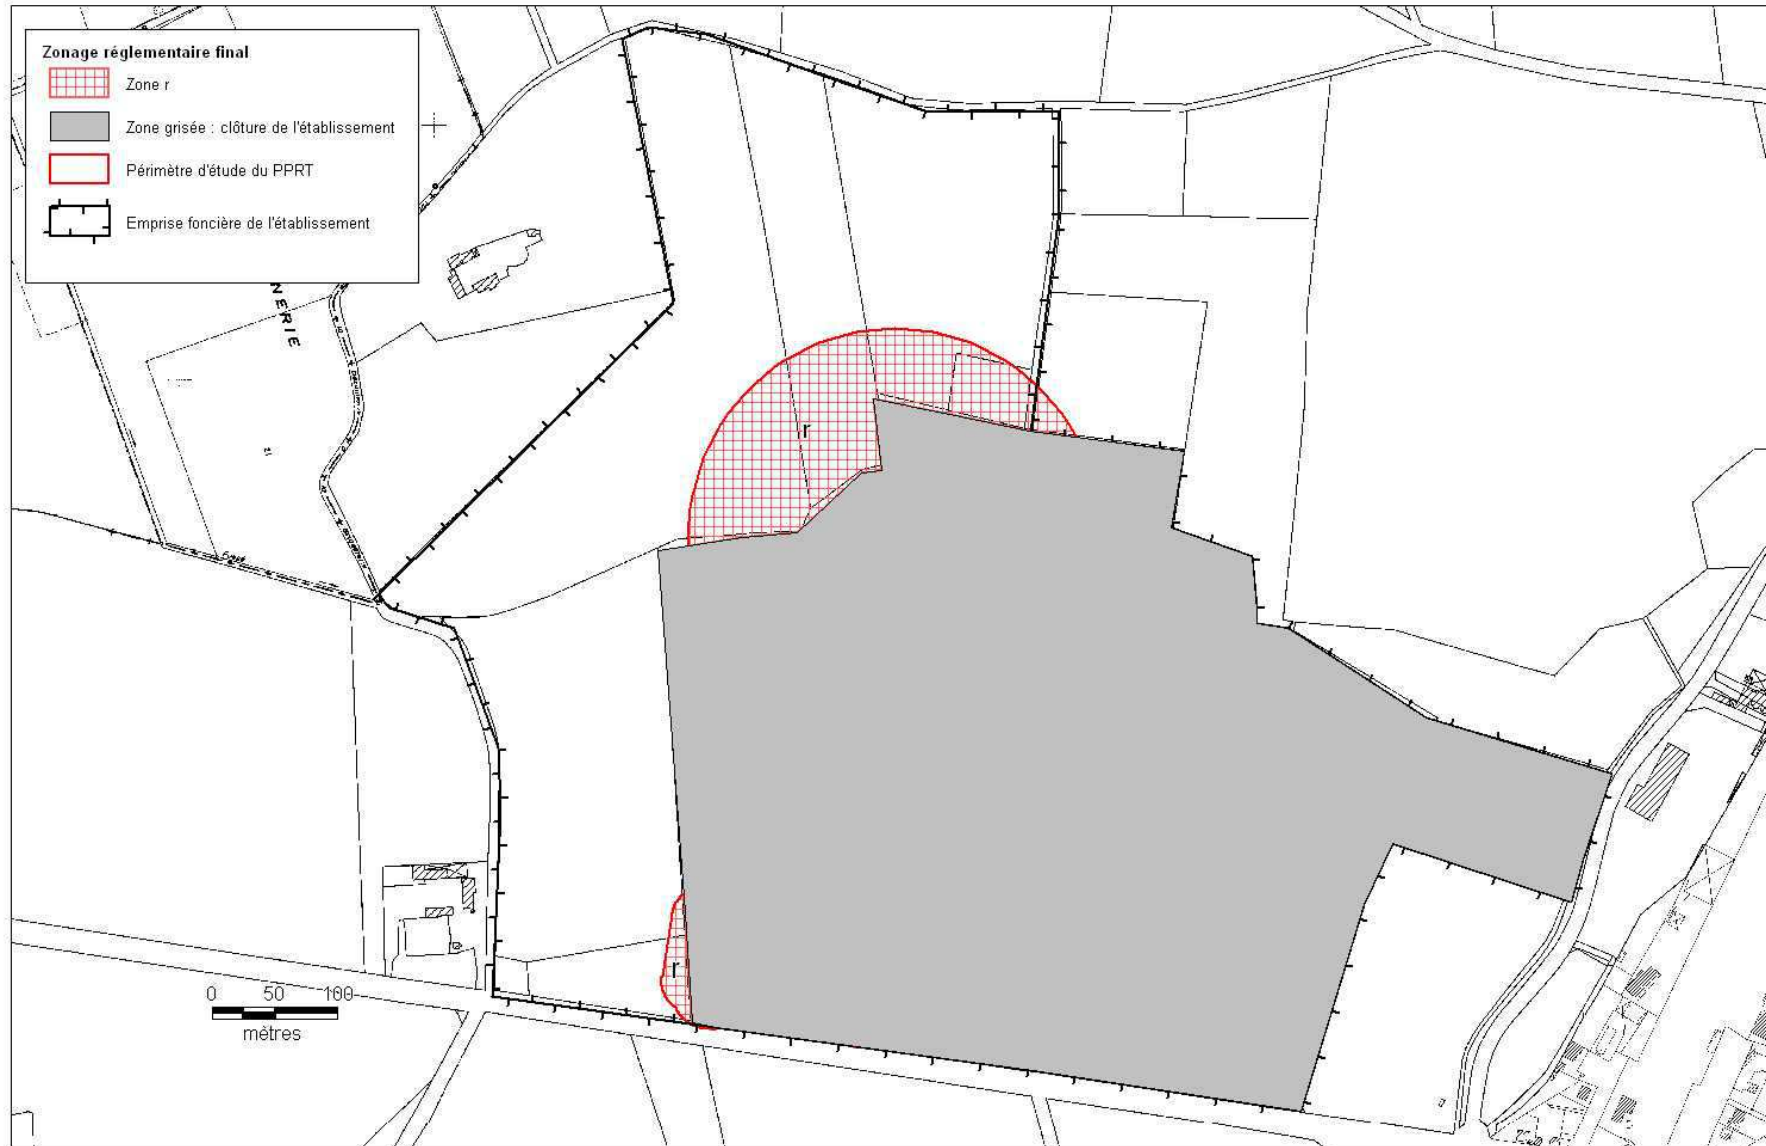 Zonage réglementaire final
Zone r
Zone grisée : clôture de l'établissement
Périmètre d'étude du PPRT
Emprise foncière de l'établissement
NERIE
r
21
r
0 50 100
mètres